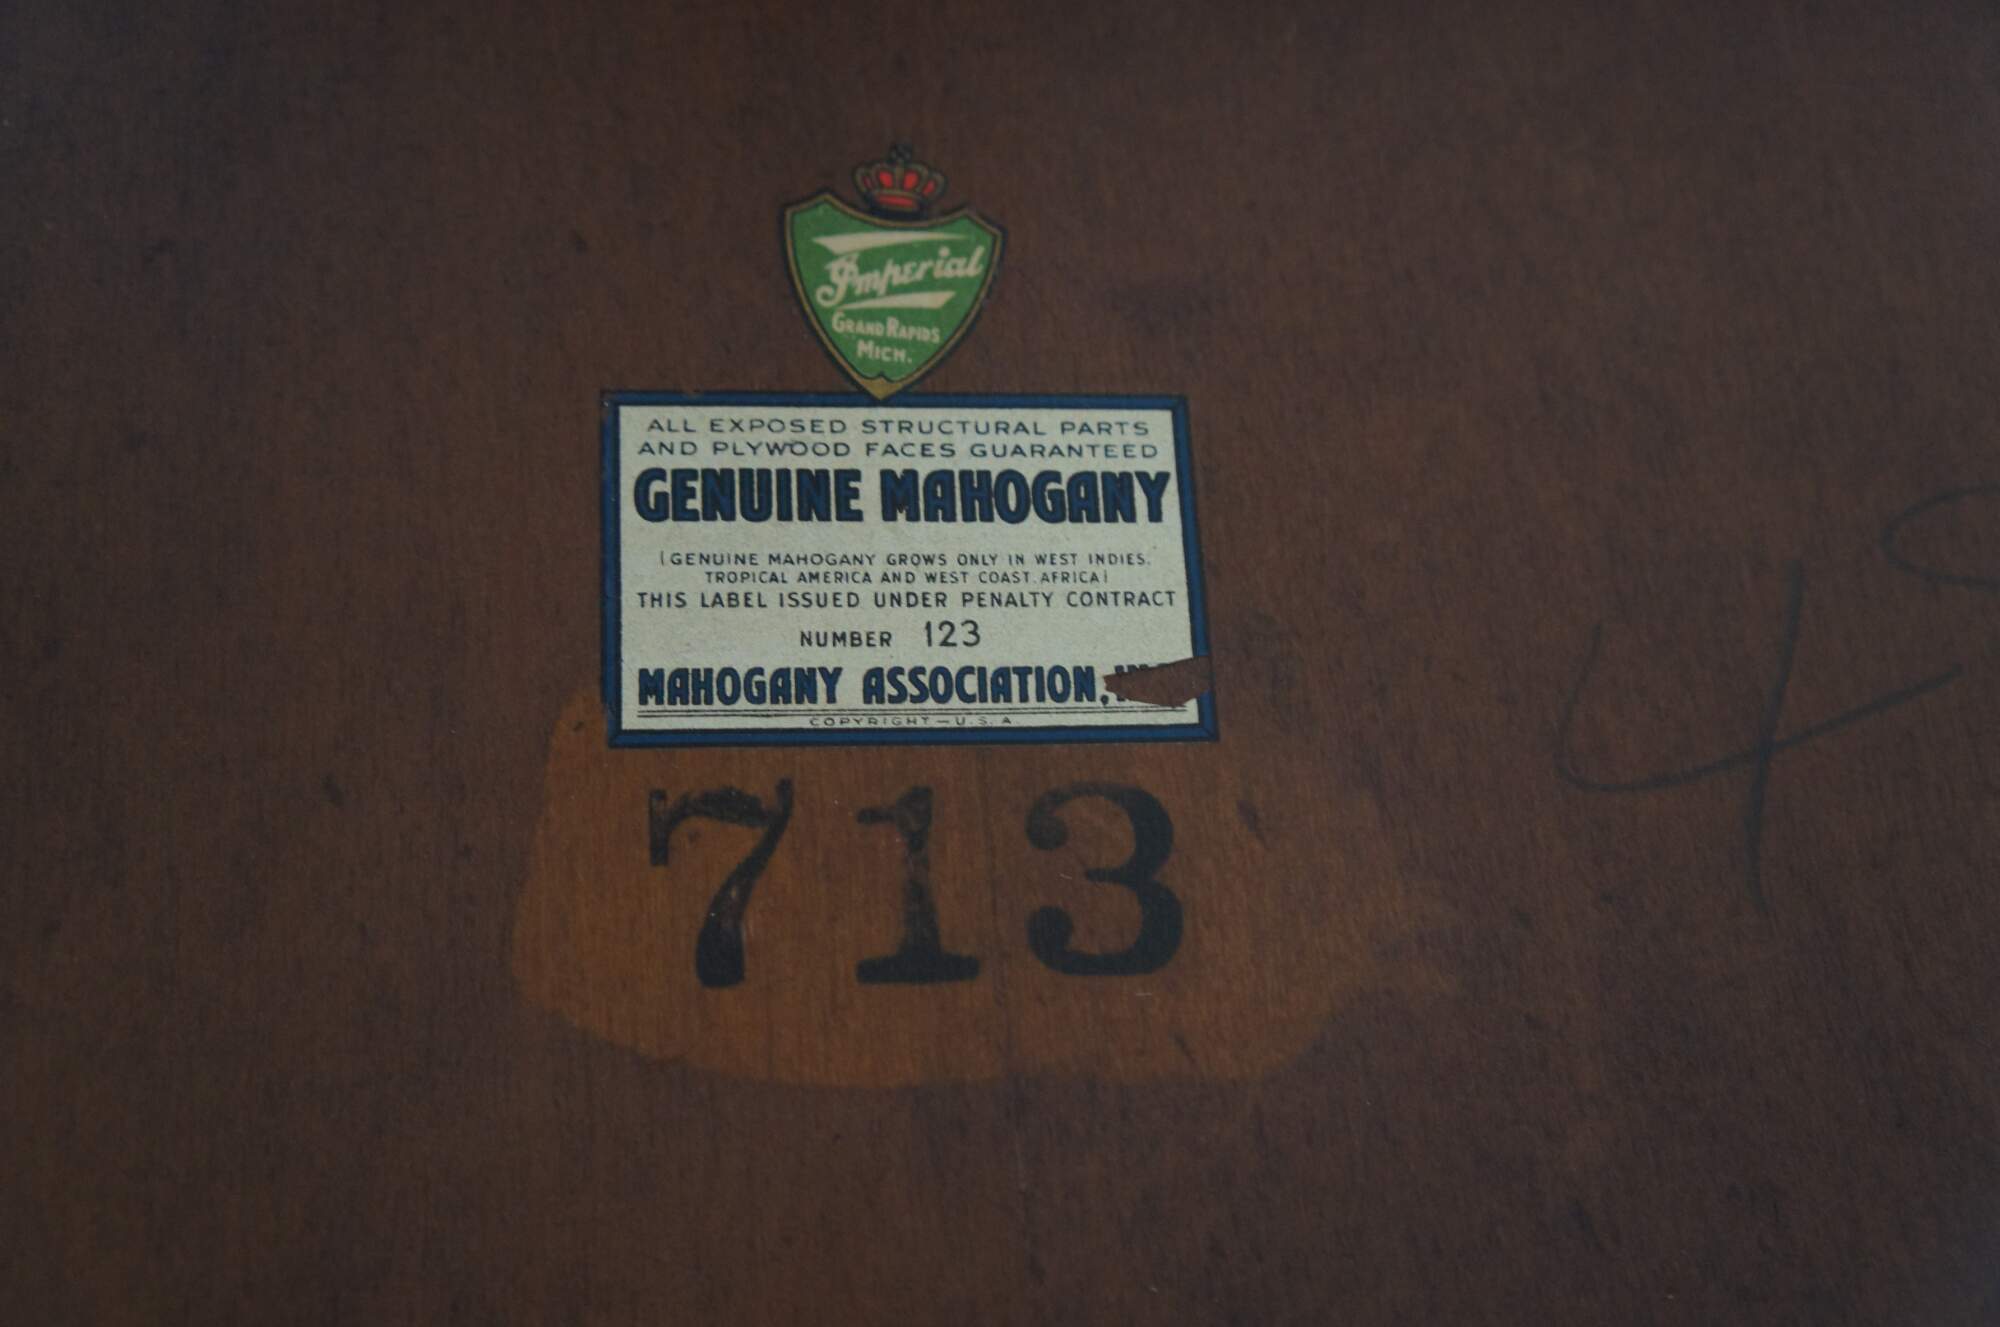 Imperial
GRAND RAPIDS
MICH.
ALL EXPOSED STRUCTURAL PARTS
AND PLYWOOD FACES GUARANTEED
GENUINE MAHOGANY
(GENUINE MAHOGANY GROWS ONLY IN WEST INDIES,
TROPICAL AMERICA AND WEST COAST, AFRICA)
THIS LABEL ISSUED UNDER PENALTY CONTRACT
NUMBER 123
MAHOGANY ASSOCIATION,
COPYRIGHT — U.S.A
713
4